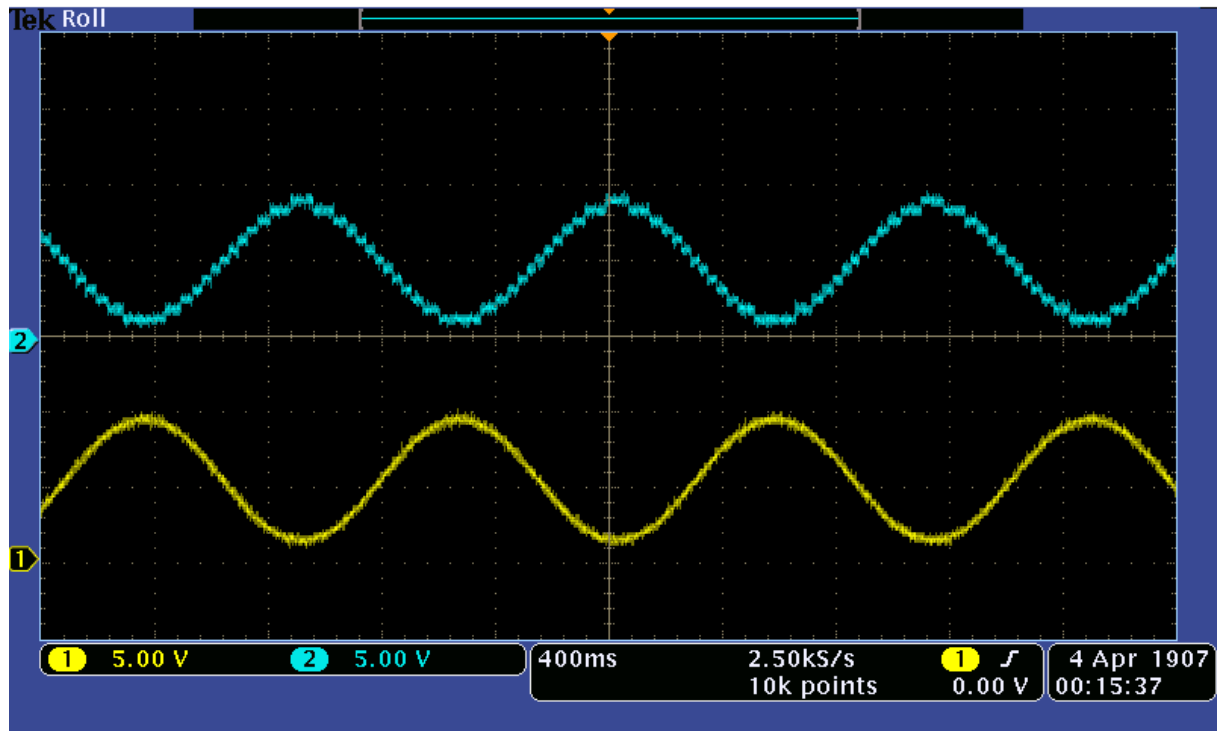 Tek Roll
2
1
1 5.00 V 2 5.00 V 400ms 2.50kS/s 1 4 Apr 1907
10k points 0.00 V 00:15:37